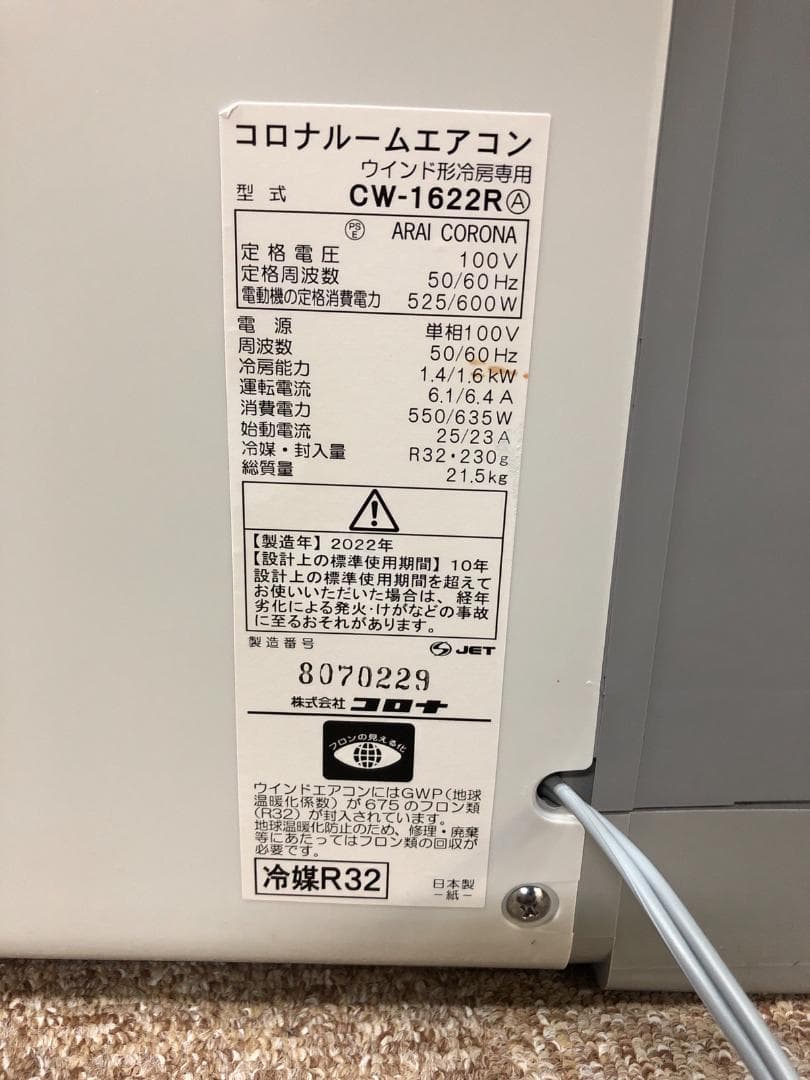 コロナルームエアコン
ウインド形冷房専用
型式 CW-1622RⒶ
PSE ARAI CORONA
定格電圧 100V
定格周波数 50/60Hz
電動機の定格消費電力 525/600W
電源 単相100V
周波数 50/60Hz
冷房能力 1.4/1.6kW
運転電流 6.1/6.4A
消費電力 550/635W
始動電流 25/23A
冷媒・封入量 R32・230g
総質量 21.5kg
【製造年】2022年
【設計上の標準使用期間】10年
設計上の標準使用期間を超えて
お使いいただいた場合は、経年
劣化による発火・けがなどの事故
に至るおそれがあります。
製造番号 JET
8070229
株式会社 コロナ
フロンの見える化
ウインドエアコンにはGWP(地球
温暖化係数)が675のフロン類
(R32)が封入されています。
地球温暖化防止のため、修理・廃棄
等にあたってはフロン類の回収が
必要です。
冷媒R32
日本製
-紙-